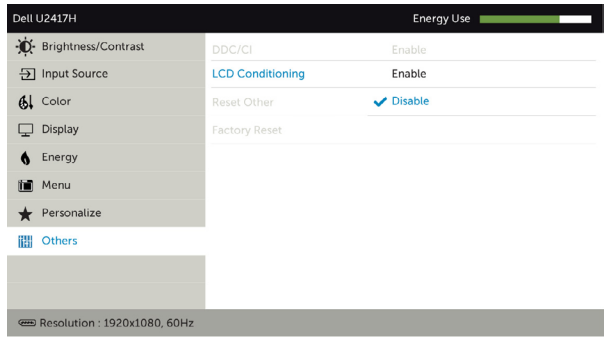 Dell U2417H Energy Use
Brightness/Contrast DDC/CI Enable
Input Source LCD Conditioning Enable
Color Reset Other Disable
Display Factory Reset
Energy
Menu
Personalize
Others
Resolution : 1920x1080, 60Hz